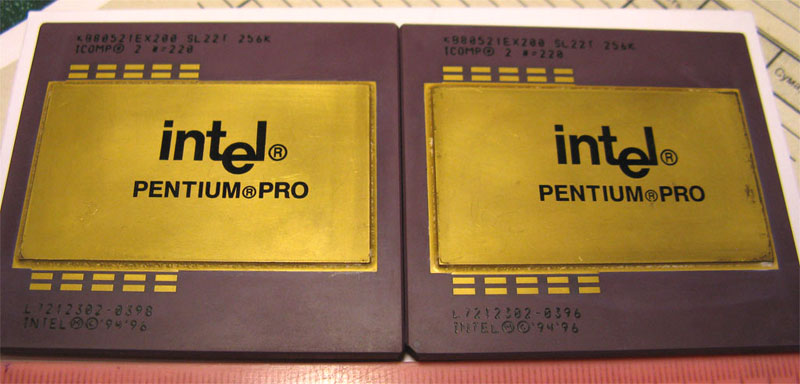 KB80521EX200 SL22T 256K
ICOMP® 2 #=220
intel®
PENTIUM®PRO
L7212302-0398
INTEL Ⓜ © '94 '96
KB80521EX200 SL22T 256K
ICOMP® 2 #=220
intel®
PENTIUM®PRO
L7212302-0396
INTEL Ⓜ © '94 '96